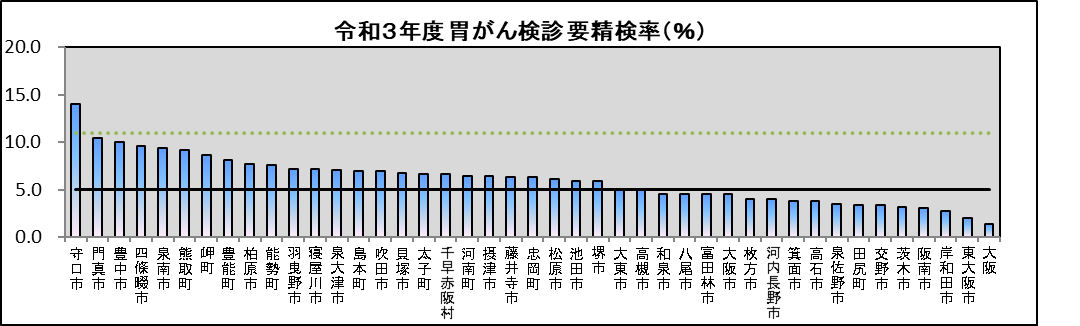 令和3年度胃がん検診要精検率(%)
20.0
15.0
10.0
5.0
0.0
守口市
門真市
豊中市
四條畷市
泉南市
熊取町
岬町
豊能町
柏原市
能勢町
羽曳野市
寝屋川市
泉大津市
島本町
吹田市
貝塚市
太子町
千早赤阪村
河南町
摂津市
藤井寺市
忠岡町
松原市
池田市
堺市
大東市
高槻市
和泉市
八尾市
富田林市
大阪市
枚方市
河内長野市
箕面市
高石市
泉佐野市
田尻町
交野市
茨木市
阪南市
岸和田市
東大阪市
大阪